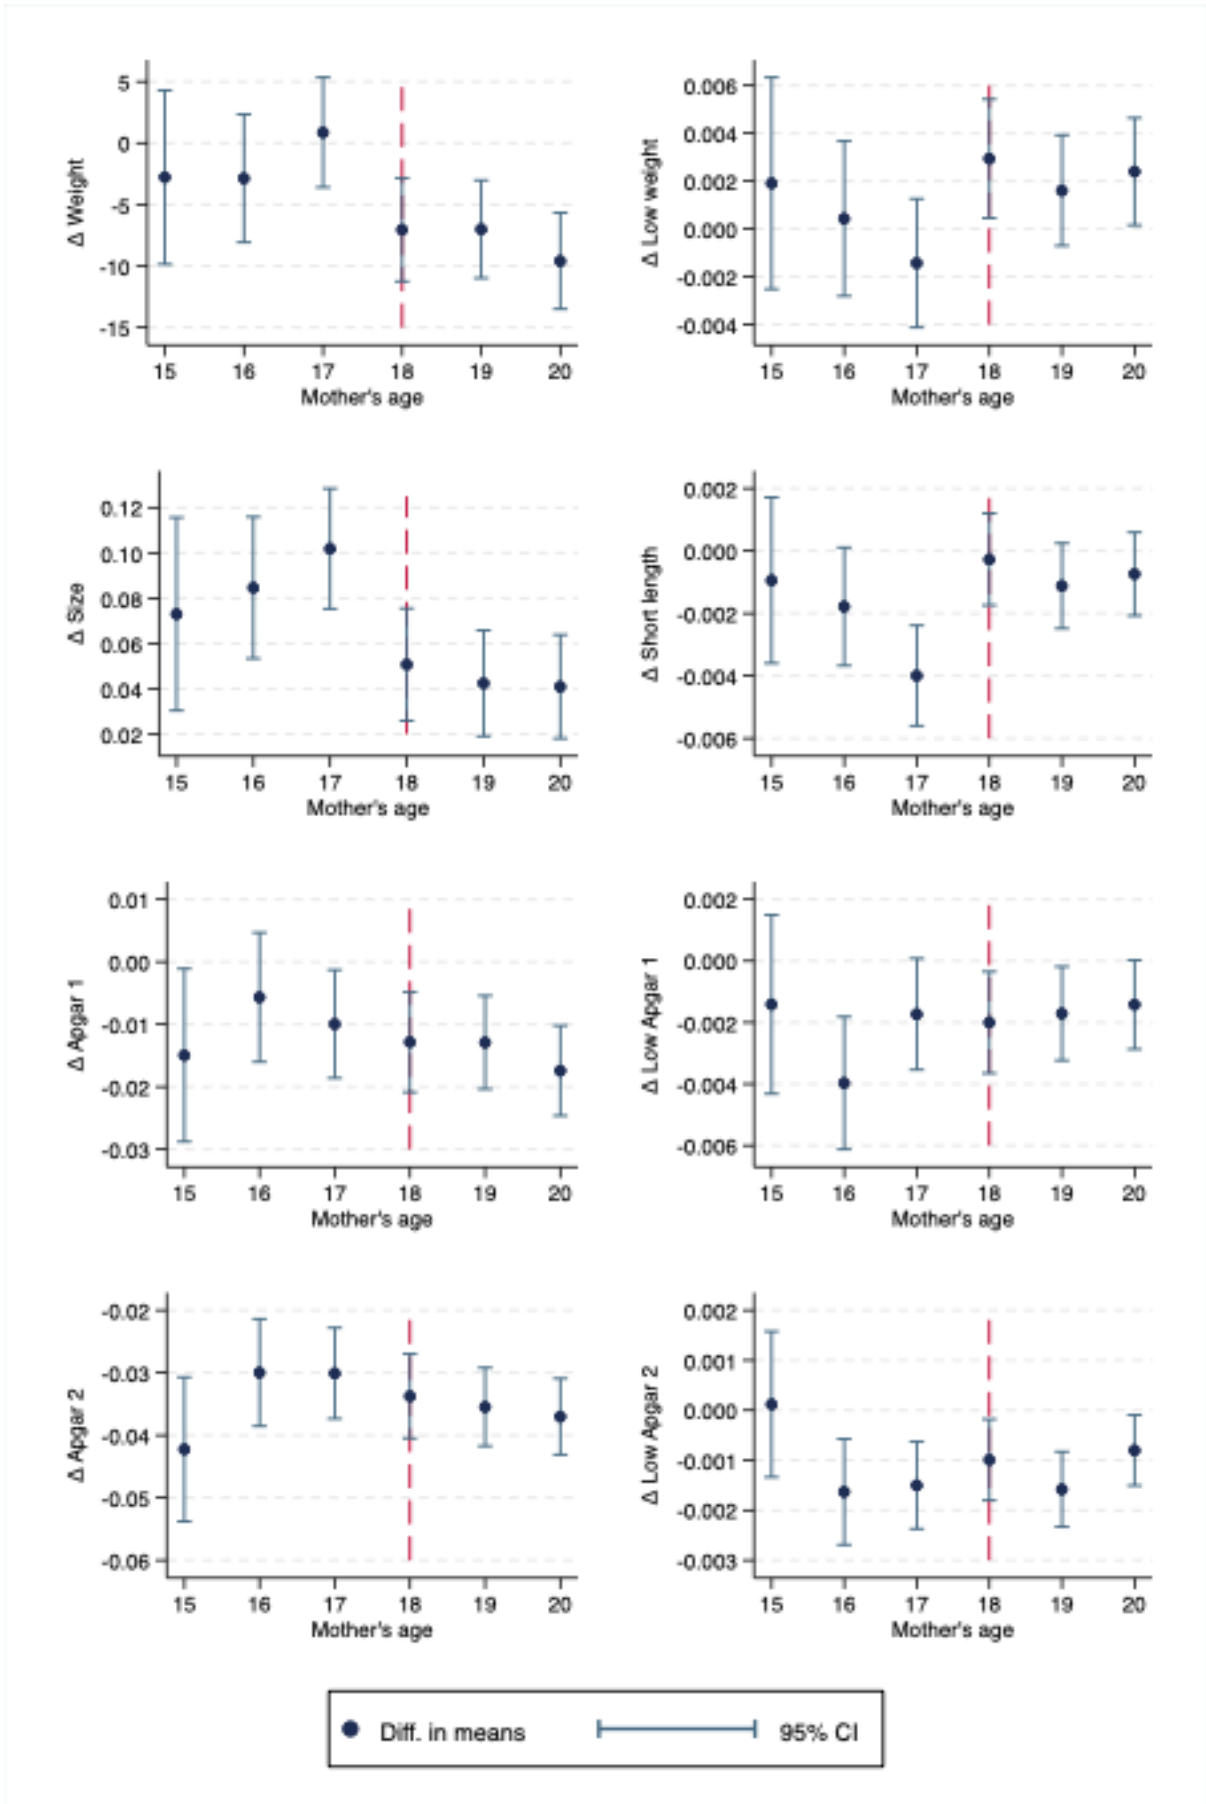 Δ Weight
5
0
-5
-10
-15
15 16 17 18 19 20
Mother's age
Δ Low weight
0.006
0.004
0.002
0.000
-0.002
-0.004
15 16 17 18 19 20
Mother's age
Δ Size
0.12
0.10
0.08
0.06
0.04
0.02
15 16 17 18 19 20
Mother's age
Δ Short length
0.002
0.000
-0.002
-0.004
-0.006
15 16 17 18 19 20
Mother's age
Δ Apgar 1
0.01
0.00
-0.01
-0.02
-0.03
15 16 17 18 19 20
Mother's age
Δ Low Apgar 1
0.002
0.000
-0.002
-0.004
-0.006
15 16 17 18 19 20
Mother's age
Δ Apgar 2
-0.02
-0.03
-0.04
-0.05
-0.06
15 16 17 18 19 20
Mother's age
Δ Low Apgar 2
0.002
0.001
0.000
-0.001
-0.002
-0.003
15 16 17 18 19 20
Mother's age
Diff. in means 95% CI